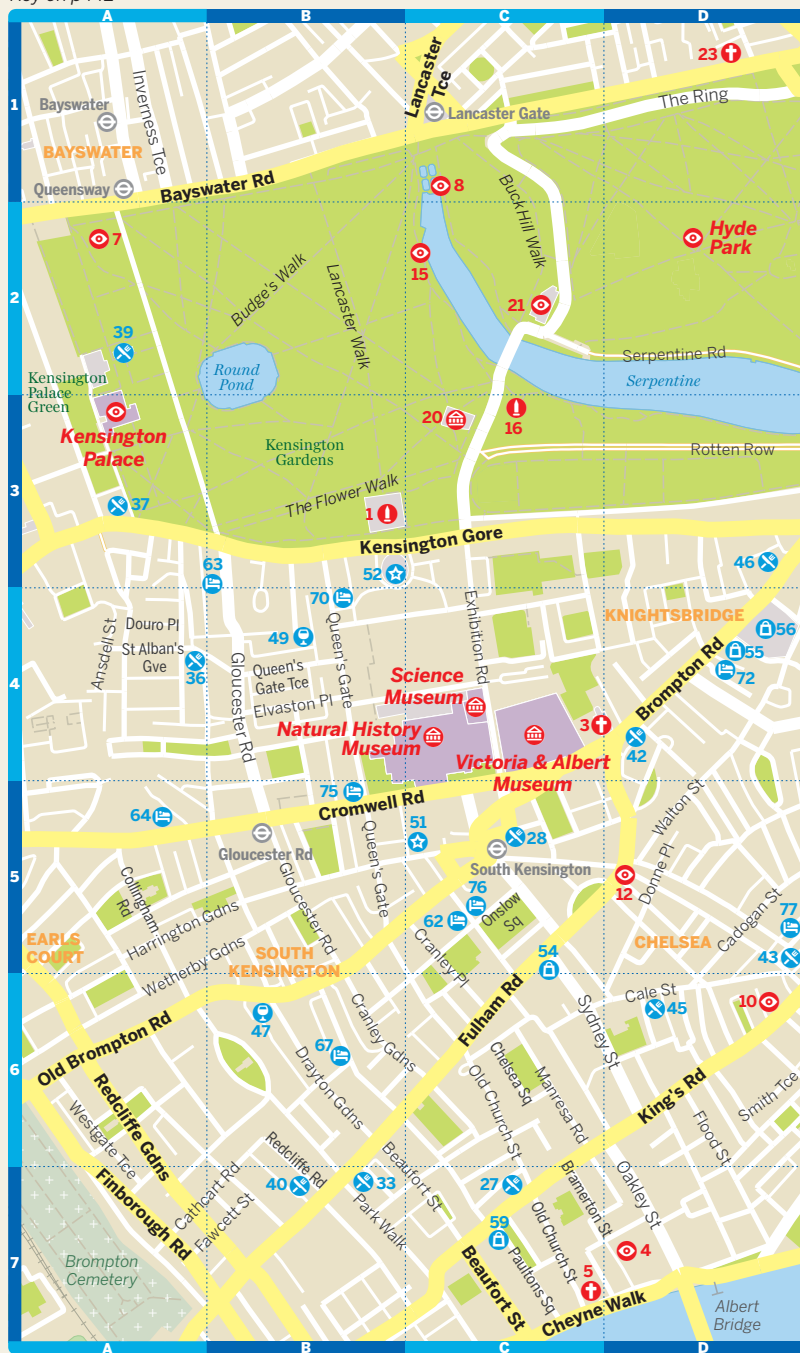 A
B
C
D
1
Lancaster
Tce
23
Bayswater
Inverness Tce
Lancaster Gate
The Ring
BAYSWATER
Queensway
Bayswater Rd
8
Buck Hill Walk
7
Hyde
Park
15
2
Budge's Walk
Lancaster Walk
21
39
Serpentine Rd
Round
Pond
Serpentine
Kensington
Palace
Green
20
16
Kensington
Palace
Kensington
Gardens
Rotten Row
3
The Flower Walk
37
1
Kensington Gore
63
52
46
70
Exhibition Rd
KNIGHTSBRIDGE
Ansdell St
Douro Pl
49
Queen's Gate
56
St Alban's
Gve
36
Gloucester Rd
Queen's
Gate Tce
55
72
Brompton Rd
4
Elvaston Pl
Science
Museum
Natural History
Museum
3
42
Victoria & Albert
Museum
75
64
Cromwell Rd
Walton St
51
28
Gloucester Rd
Queen's Gate
South Kensington
5
Donne Pl
12
Collingham
Rd
Gloucester Rd
76
Harrington Gdns
62
Onslow
Sq
Cadogan St
77
EARLS
COURT
Wetherby Gdns
SOUTH
KENSINGTON
Cranley Pl
CHELSEA
43
54
Fulham Rd
Cale St
45
10
47
Cranley Gdns
Sydney St
Old Brompton Rd
67
Drayton Gdns
6
Redcliffe Gdns
Old Church St
Chelsea Sq
Manresa Rd
King's Rd
Smith Tce
Flood St
Westgate Tce
Redcliffe Rd
Finborough Rd
Cathcart Rd
Fawcett St
40
33
Beaufort St
27
Bramerton St
Oakley St
Park Walk
59
Old Church St
7
Brompton
Cemetery
Beaufort St
Paultons Sq
4
5
Cheyne Walk
Albert
Bridge
A
B
C
D